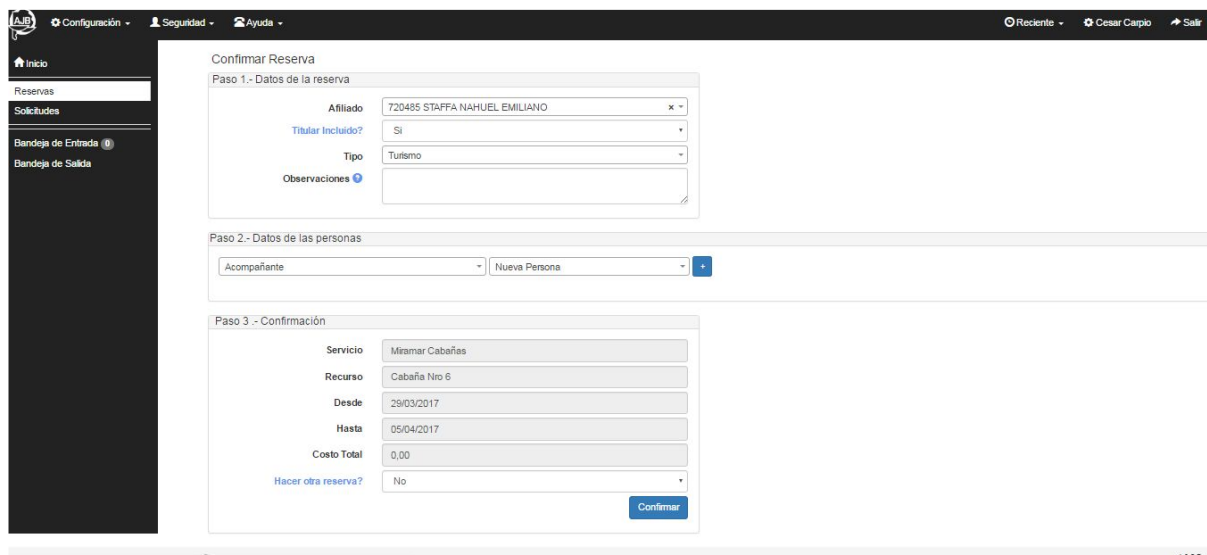 AJB Configuración Seguridad Ayuda Reciente Cesar Carpio Salir
Inicio
Reservas
Solicitudes
Bandeja de Entrada 0
Bandeja de Salida
Confirmar Reserva
Paso 1.- Datos de la reserva
Afiliado 720485 STAFFA NAHUEL EMILIANO x
Titular Incluido? Si
Tipo Turismo
Observaciones ?
Paso 2.- Datos de las personas
Acompañante Nueva Persona +
Paso 3 .- Confirmación
Servicio Miramar Cabañas
Recurso Cabaña Nro 6
Desde 29/03/2017
Hasta 05/04/2017
Costo Total 0,00
Hacer otra reserva? No
Confirmar